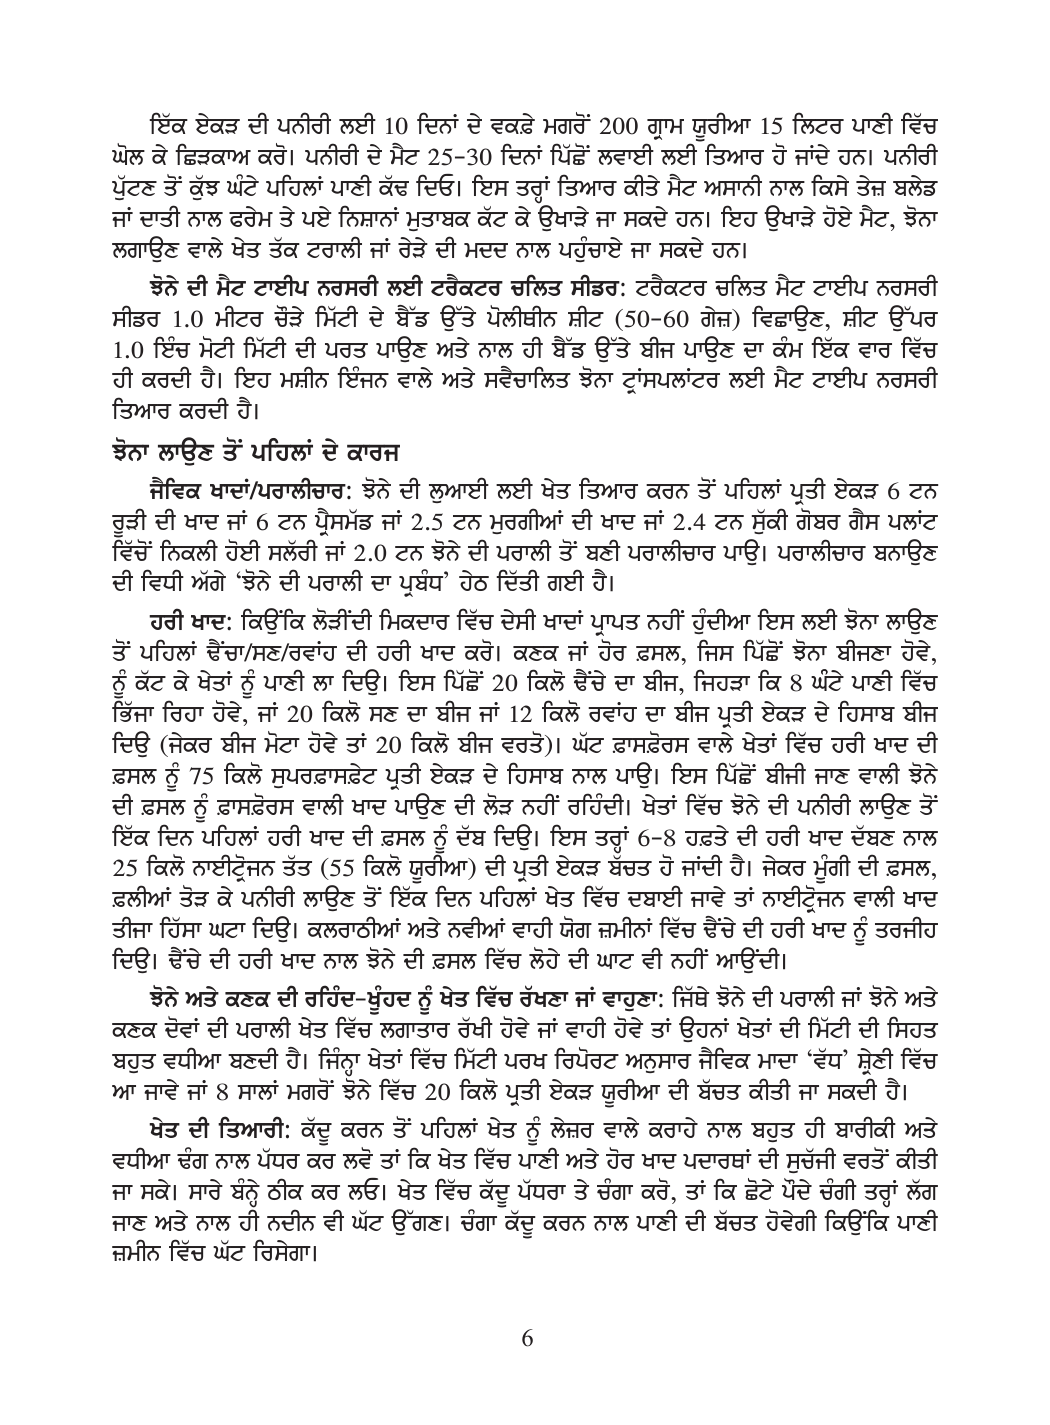 ਇੱਕ ਏਕੜ ਦੀ ਪਨੀਰੀ ਲਈ 10 ਦਿਨਾਂ ਦੇ ਵਕਫ਼ੇ ਮਗਰੋਂ 200 ਗ੍ਰਾਮ ਯੂਰੀਆ 15 ਲਿਟਰ ਪਾਣੀ ਵਿੱਚ
ਘੋਲ ਕੇ ਛਿੜਕਾਅ ਕਰੋ। ਪਨੀਰੀ ਦੇ ਮੈਟ 25-30 ਦਿਨਾਂ ਪਿੱਛੋਂ ਲਵਾਈ ਲਈ ਤਿਆਰ ਹੋ ਜਾਂਦੇ ਹਨ। ਪਨੀਰੀ
ਪੁੱਟਣ ਤੋਂ ਕੁੱਝ ਘੰਟੇ ਪਹਿਲਾਂ ਪਾਣੀ ਕੱਢ ਦਿਓ। ਇਸ ਤਰ੍ਹਾਂ ਤਿਆਰ ਕੀਤੇ ਮੈਟ ਅਸਾਨੀ ਨਾਲ ਕਿਸੇ ਤੇਜ਼ ਬਲੇਡ
ਜਾਂ ਦਾਤੀ ਨਾਲ ਫਰੇਮ ਤੇ ਪਏ ਨਿਸ਼ਾਨਾਂ ਮੁਤਾਬਕ ਕੱਟ ਕੇ ਉਖਾੜੇ ਜਾ ਸਕਦੇ ਹਨ। ਇਹ ਉਖਾੜੇ ਹੋਏ ਮੈਟ, ਝੋਨਾ
ਲਗਾਉਣ ਵਾਲੇ ਖੇਤ ਤੱਕ ਟਰਾਲੀ ਜਾਂ ਰੇੜੇ ਦੀ ਮਦਦ ਨਾਲ ਪਹੁੰਚਾਏ ਜਾ ਸਕਦੇ ਹਨ।
ਝੋਨੇ ਦੀ ਮੈਟ ਟਾਈਪ ਨਰਸਰੀ ਲਈ ਟਰੈਕਟਰ ਚਲਿਤ ਸੀਡਰ: ਟਰੈਕਟਰ ਚਲਿਤ ਮੈਟ ਟਾਈਪ ਨਰਸਰੀ
ਸੀਡਰ 1.0 ਮੀਟਰ ਚੌੜੇ ਮਿੱਟੀ ਦੇ ਬੈੱਡ ਉੱਤੇ ਪੋਲੀਥੀਨ ਸ਼ੀਟ (50-60 ਗੇਜ਼) ਵਿਛਾਉਣ, ਸ਼ੀਟ ਉੱਪਰ
1.0 ਇੰਚ ਮੋਟੀ ਮਿੱਟੀ ਦੀ ਪਰਤ ਪਾਉਣ ਅਤੇ ਨਾਲ ਹੀ ਬੈੱਡ ਉੱਤੇ ਬੀਜ ਪਾਉਣ ਦਾ ਕੰਮ ਇੱਕ ਵਾਰ ਵਿੱਚ
ਹੀ ਕਰਦੀ ਹੈ। ਇਹ ਮਸ਼ੀਨ ਇੰਜਨ ਵਾਲੇ ਅਤੇ ਸਵੈਚਾਲਿਤ ਝੋਨਾ ਟ੍ਰਾਂਸਪਲਾਂਟਰ ਲਈ ਮੈਟ ਟਾਈਪ ਨਰਸਰੀ
ਤਿਆਰ ਕਰਦੀ ਹੈ।
ਝੋਨਾ ਲਾਉਣ ਤੋਂ ਪਹਿਲਾਂ ਦੇ ਕਾਰਜ
ਜੈਵਿਕ ਖਾਦਾਂ/ਪਰਾਲੀਚਾਰ: ਝੋਨੇ ਦੀ ਲੁਆਈ ਲਈ ਖੇਤ ਤਿਆਰ ਕਰਨ ਤੋਂ ਪਹਿਲਾਂ ਪ੍ਰਤੀ ਏਕੜ 6 ਟਨ
ਰੂੜੀ ਦੀ ਖਾਦ ਜਾਂ 6 ਟਨ ਪ੍ਰੈਸਮੱਡ ਜਾਂ 2.5 ਟਨ ਮੁਰਗੀਆਂ ਦੀ ਖਾਦ ਜਾਂ 2.4 ਟਨ ਸੁੱਕੀ ਗੋਬਰ ਗੈਸ ਪਲਾਂਟ
ਵਿੱਚੋਂ ਨਿਕਲੀ ਹੋਈ ਸਲੱਰੀ ਜਾਂ 2.0 ਟਨ ਝੋਨੇ ਦੀ ਪਰਾਲੀ ਤੋਂ ਬਣੀ ਪਰਾਲੀਚਾਰ ਪਾਉ। ਪਰਾਲੀਚਾਰ ਬਨਾਉਣ
ਦੀ ਵਿਧੀ ਅੱਗੇ ‘ਝੋਨੇ ਦੀ ਪਰਾਲੀ ਦਾ ਪ੍ਰਬੰਧ’ ਹੇਠ ਦਿੱਤੀ ਗਈ ਹੈ।
ਹਰੀ ਖਾਦ: ਕਿਉਂਕਿ ਲੋੜੀਂਦੀ ਮਿਕਦਾਰ ਵਿੱਚ ਦੇਸੀ ਖਾਦਾਂ ਪ੍ਰਾਪਤ ਨਹੀਂ ਹੁੰਦੀਆ ਇਸ ਲਈ ਝੋਨਾ ਲਾਉਣ
ਤੋਂ ਪਹਿਲਾਂ ਢੈਂਚਾ/ਸਣ/ਰਵਾਂਹ ਦੀ ਹਰੀ ਖਾਦ ਕਰੋ। ਕਣਕ ਜਾਂ ਹੋਰ ਫ਼ਸਲ, ਜਿਸ ਪਿੱਛੋਂ ਝੋਨਾ ਬੀਜਣਾ ਹੋਵੇ,
ਨੂੰ ਕੱਟ ਕੇ ਖੇਤਾਂ ਨੂੰ ਪਾਣੀ ਲਾ ਦਿਉ। ਇਸ ਪਿੱਛੋਂ 20 ਕਿਲੋ ਢੈਂਚੇ ਦਾ ਬੀਜ, ਜਿਹੜਾ ਕਿ 8 ਘੰਟੇ ਪਾਣੀ ਵਿੱਚ
ਭਿੱਜਾ ਰਿਹਾ ਹੋਵੇ, ਜਾਂ 20 ਕਿਲੋ ਸਣ ਦਾ ਬੀਜ ਜਾਂ 12 ਕਿਲੋ ਰਵਾਂਹ ਦਾ ਬੀਜ ਪ੍ਰਤੀ ਏਕੜ ਦੇ ਹਿਸਾਬ ਬੀਜ
ਦਿਉ (ਜੇਕਰ ਬੀਜ ਮੋਟਾ ਹੋਵੇ ਤਾਂ 20 ਕਿਲੋ ਬੀਜ ਵਰਤੋ)। ਘੱਟ ਫ਼ਾਸਫ਼ੋਰਸ ਵਾਲੇ ਖੇਤਾਂ ਵਿੱਚ ਹਰੀ ਖਾਦ ਦੀ
ਫ਼ਸਲ ਨੂੰ 75 ਕਿਲੋ ਸੁਪਰਫ਼ਾਸਫ਼ੇਟ ਪ੍ਰਤੀ ਏਕੜ ਦੇ ਹਿਸਾਬ ਨਾਲ ਪਾਉ। ਇਸ ਪਿੱਛੋਂ ਬੀਜੀ ਜਾਣ ਵਾਲੀ ਝੋਨੇ
ਦੀ ਫ਼ਸਲ ਨੂੰ ਫ਼ਾਸਫ਼ੋਰਸ ਵਾਲੀ ਖਾਦ ਪਾਉਣ ਦੀ ਲੋੜ ਨਹੀਂ ਰਹਿੰਦੀ। ਖੇਤਾਂ ਵਿੱਚ ਝੋਨੇ ਦੀ ਪਨੀਰੀ ਲਾਉਣ ਤੋਂ
ਇੱਕ ਦਿਨ ਪਹਿਲਾਂ ਹਰੀ ਖਾਦ ਦੀ ਫ਼ਸਲ ਨੂੰ ਦੱਬ ਦਿਉ। ਇਸ ਤਰ੍ਹਾਂ 6-8 ਹਫ਼ਤੇ ਦੀ ਹਰੀ ਖਾਦ ਦੱਬਣ ਨਾਲ
25 ਕਿਲੋ ਨਾਈਟ੍ਰੋਜਨ ਤੱਤ (55 ਕਿਲੋ ਯੂਰੀਆ) ਦੀ ਪ੍ਰਤੀ ਏਕੜ ਬੱਚਤ ਹੋ ਜਾਂਦੀ ਹੈ। ਜੇਕਰ ਮੂੰਗੀ ਦੀ ਫ਼ਸਲ,
ਫ਼ਲੀਆਂ ਤੋੜ ਕੇ ਪਨੀਰੀ ਲਾਉਣ ਤੋਂ ਇੱਕ ਦਿਨ ਪਹਿਲਾਂ ਖੇਤ ਵਿੱਚ ਦਬਾਈ ਜਾਵੇ ਤਾਂ ਨਾਈਟ੍ਰੋਜਨ ਵਾਲੀ ਖਾਦ
ਤੀਜਾ ਹਿੱਸਾ ਘਟਾ ਦਿਉ। ਕਲਰਾਠੀਆਂ ਅਤੇ ਨਵੀਆਂ ਵਾਹੀ ਯੋਗ ਜ਼ਮੀਨਾਂ ਵਿੱਚ ਢੈਂਚੇ ਦੀ ਹਰੀ ਖਾਦ ਨੂੰ ਤਰਜੀਹ
ਦਿਉ। ਢੈਂਚੇ ਦੀ ਹਰੀ ਖਾਦ ਨਾਲ ਝੋਨੇ ਦੀ ਫ਼ਸਲ ਵਿੱਚ ਲੋਹੇ ਦੀ ਘਾਟ ਵੀ ਨਹੀਂ ਆਉਂਦੀ।
ਝੋਨੇ ਅਤੇ ਕਣਕ ਦੀ ਰਹਿੰਦ-ਖੂੰਹਦ ਨੂੰ ਖੇਤ ਵਿੱਚ ਰੱਖਣਾ ਜਾਂ ਵਾਹੁਣਾ: ਜਿੱਥੇ ਝੋਨੇ ਦੀ ਪਰਾਲੀ ਜਾਂ ਝੋਨੇ ਅਤੇ
ਕਣਕ ਦੋਵਾਂ ਦੀ ਪਰਾਲੀ ਖੇਤ ਵਿੱਚ ਲਗਾਤਾਰ ਰੱਖੀ ਹੋਵੇ ਜਾਂ ਵਾਹੀ ਹੋਵੇ ਤਾਂ ਉਹਨਾਂ ਖੇਤਾਂ ਦੀ ਮਿੱਟੀ ਦੀ ਸਿਹਤ
ਬਹੁਤ ਵਧੀਆ ਬਣਦੀ ਹੈ। ਜਿੰਨ੍ਹਾ ਖੇਤਾਂ ਵਿੱਚ ਮਿੱਟੀ ਪਰਖ ਰਿਪੋਰਟ ਅਨੁਸਾਰ ਜੈਵਿਕ ਮਾਦਾ ‘ਵੱਧ’ ਸ਼੍ਰੇਣੀ ਵਿੱਚ
ਆ ਜਾਵੇ ਜਾਂ 8 ਸਾਲਾਂ ਮਗਰੋਂ ਝੋਨੇ ਵਿੱਚ 20 ਕਿਲੋ ਪ੍ਰਤੀ ਏਕੜ ਯੂਰੀਆ ਦੀ ਬੱਚਤ ਕੀਤੀ ਜਾ ਸਕਦੀ ਹੈ।
ਖੇਤ ਦੀ ਤਿਆਰੀ: ਕੱਦੂ ਕਰਨ ਤੋਂ ਪਹਿਲਾਂ ਖੇਤ ਨੂੰ ਲੇਜ਼ਰ ਵਾਲੇ ਕਰਾਹੇ ਨਾਲ ਬਹੁਤ ਹੀ ਬਾਰੀਕੀ ਅਤੇ
ਵਧੀਆ ਢੰਗ ਨਾਲ ਪੱਧਰ ਕਰ ਲਵੋ ਤਾਂ ਕਿ ਖੇਤ ਵਿੱਚ ਪਾਣੀ ਅਤੇ ਹੋਰ ਖਾਦ ਪਦਾਰਥਾਂ ਦੀ ਸੁਚੱਜੀ ਵਰਤੋਂ ਕੀਤੀ
ਜਾ ਸਕੇ। ਸਾਰੇ ਬੰਨ੍ਹੇ ਠੀਕ ਕਰ ਲਓ। ਖੇਤ ਵਿੱਚ ਕੱਦੂ ਪੱਧਰਾ ਤੇ ਚੰਗਾ ਕਰੋ, ਤਾਂ ਕਿ ਛੋਟੇ ਪੌਦੇ ਚੰਗੀ ਤਰ੍ਹਾਂ ਲੱਗ
ਜਾਣ ਅਤੇ ਨਾਲ ਹੀ ਨਦੀਨ ਵੀ ਘੱਟ ਉੱਗਣ। ਚੰਗਾ ਕੱਦੂ ਕਰਨ ਨਾਲ ਪਾਣੀ ਦੀ ਬੱਚਤ ਹੋਵੇਗੀ ਕਿਉਂਕਿ ਪਾਣੀ
ਜ਼ਮੀਨ ਵਿੱਚ ਘੱਟ ਰਿਸੇਗਾ।
6